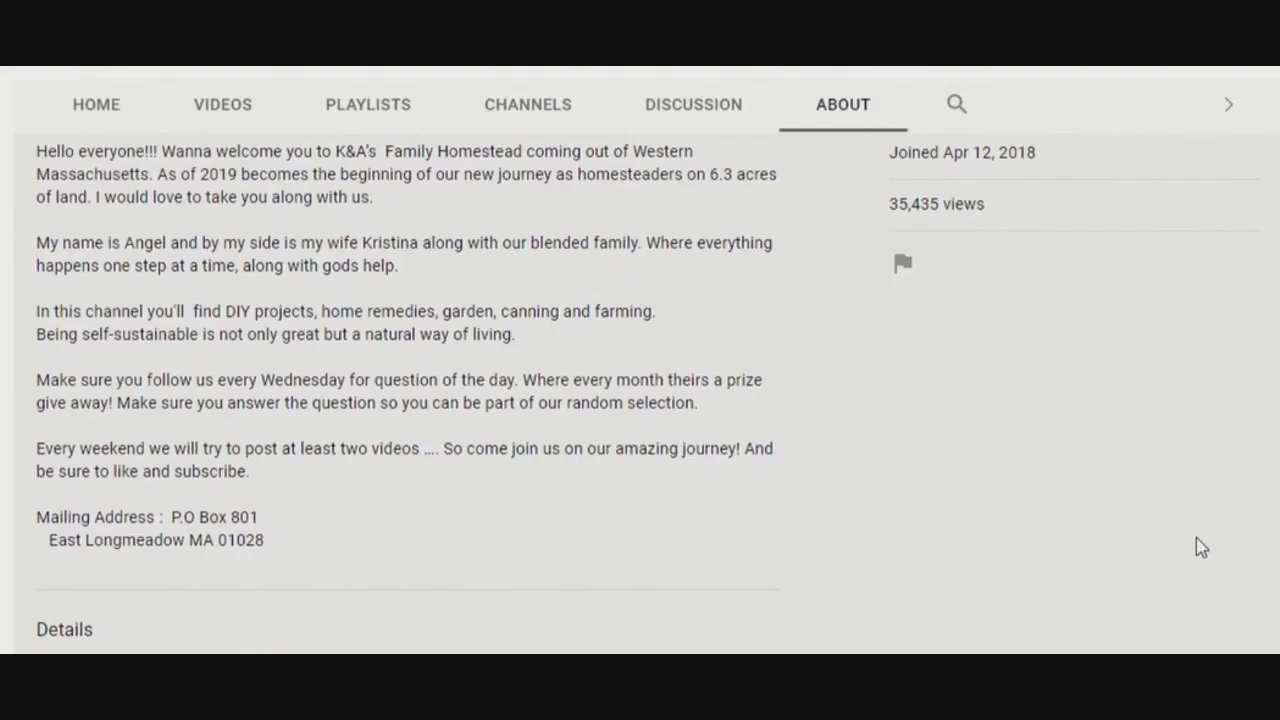 HOME VIDEOS PLAYLISTS CHANNELS DISCUSSION ABOUT
Hello everyone!!! Wanna welcome you to K&A's  Family Homestead coming out of Western
Massachusetts. As of 2019 becomes the beginning of our new journey as homesteaders on 6.3 acres
of land. I would love to take you along with us.
My name is Angel and by my side is my wife Kristina along with our blended family. Where everything
happens one step at a time, along with gods help.
In this channel you'll  find DIY projects, home remedies, garden, canning and farming.
Being self-sustainable is not only great but a natural way of living.
Make sure you follow us every Wednesday for question of the day. Where every month theirs a prize
give away! Make sure you answer the question so you can be part of our random selection.
Every weekend we will try to post at least two videos .... So come join us on our amazing journey! And
be sure to like and subscribe.
Mailing Address :  P.O Box 801
East Longmeadow MA 01028
Details
Joined Apr 12, 2018
35,435 views